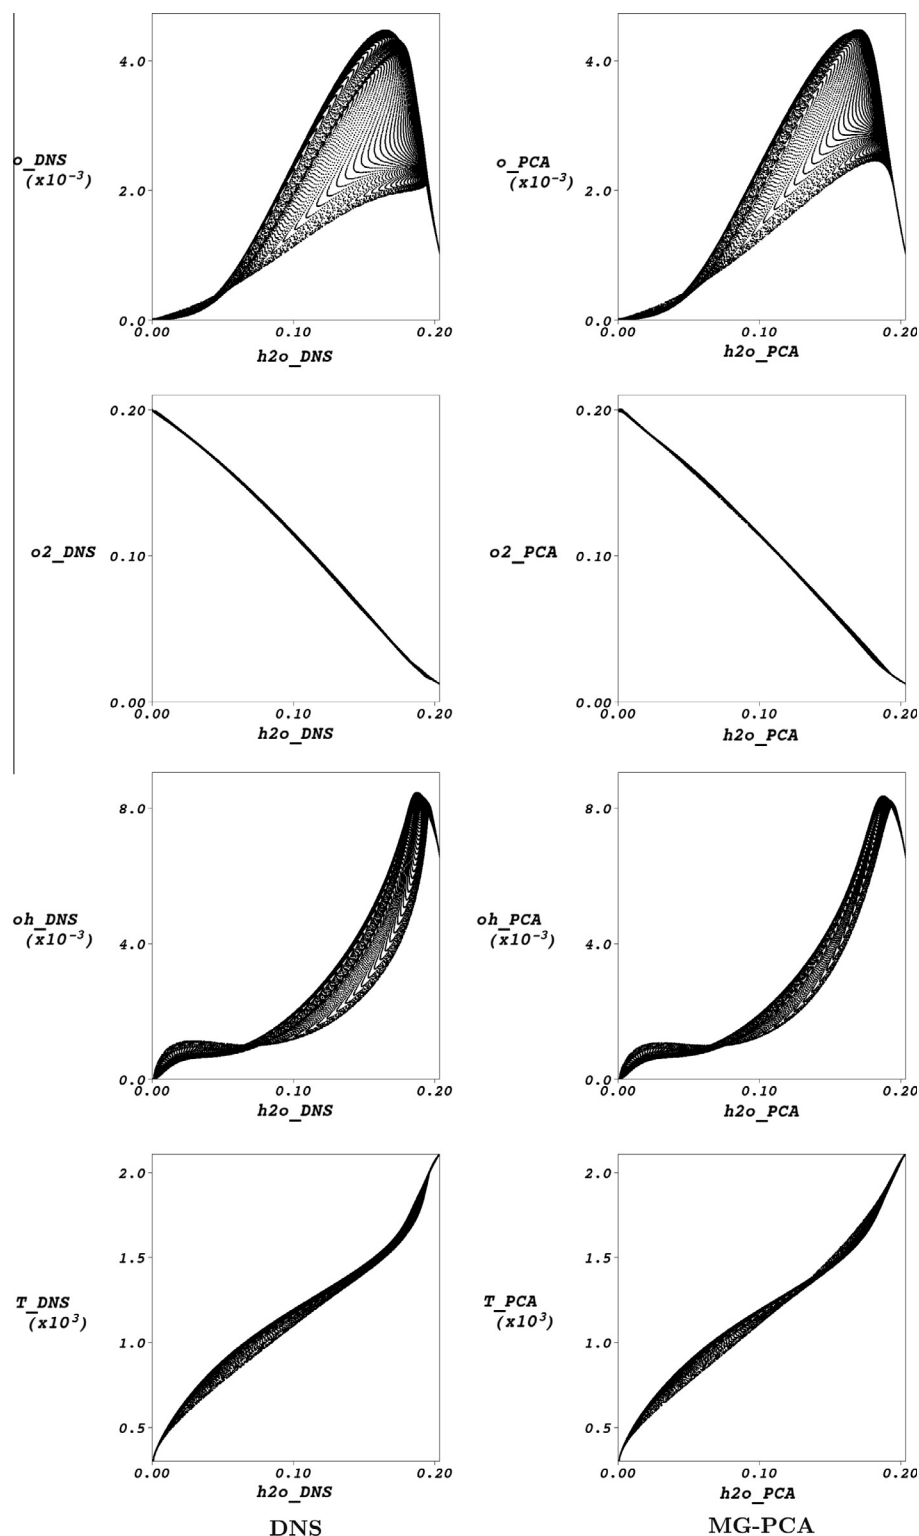 4.0
o_DNS
(x10⁻³)
2.0
0.0
0.00 0.10 0.20
h2o_DNS
4.0
o_PCA
(x10⁻³)
2.0
0.0
0.00 0.10 0.20
h2o_PCA
0.20
o2_DNS 0.10
0.00
0.00 0.10 0.20
h2o_DNS
0.20
o2_PCA 0.10
0.00
0.00 0.10 0.20
h2o_PCA
8.0
oh_DNS
(x10⁻³) 4.0
0.0
0.00 0.10 0.20
h2o_DNS
8.0
oh_PCA
(x10⁻³) 4.0
0.0
0.00 0.10 0.20
h2o_PCA
2.0
1.5
T_DNS
(x10³)
1.0
0.5
0.00 0.10 0.20
h2o_DNS
2.0
1.5
T_PCA
(x10³)
1.0
0.5
0.00 0.10 0.20
h2o_PCA
DNS
MG-PCA